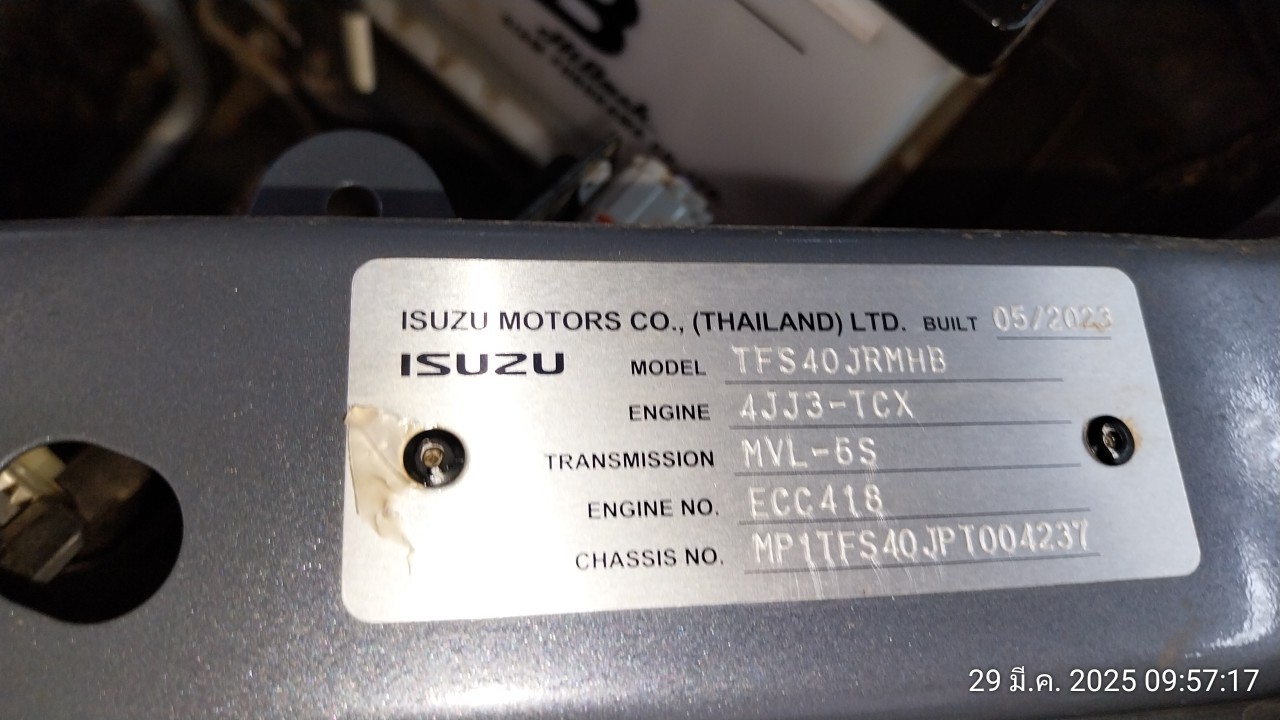 B
HiBack
ISUZU MOTORS CO., (THAILAND) LTD. BUILT 05/2023
ISUZU
MODEL TFS40JRMHB
ENGINE 4JJ3-TCX
TRANSMISSION MVL-6S
ENGINE NO. ECC418
CHASSIS NO. MP1TFS40JPT004237
29 มี.ค. 2025 09:57:17